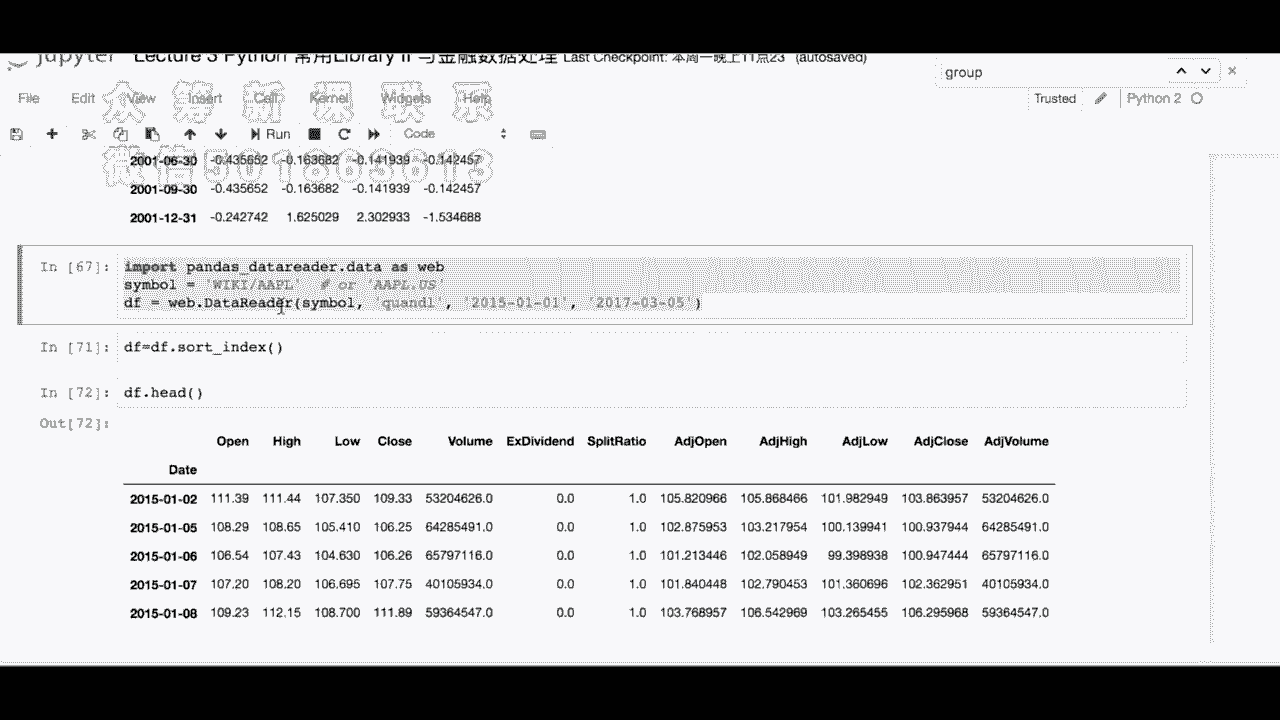 jupyter Lecture 3 Python 常用Library II 与金融数据处理 Last Checkpoint: 本周一晚上11点23 (autosaved)
group
File Edit View Insert Cell Kernel Widgets Help
Trusted Python 2
Run Code
2001-06-30 -0.435652 -0.163682 -0.141939 -0.142457
2001-09-30 -0.435652 -0.163682 -0.141939 -0.142457
2001-12-31 -0.242742 1.625029 2.302933 -1.534688
In [67]: import pandas_datareader.data as web
symbol = 'WIKI/AAPL' # or 'AAPL.US'
df = web.DataReader(symbol, 'quandl', '2015-01-01', '2017-03-05')
In [71]: df=df.sort_index()
In [72]: df.head()
Out[72]:
Open High Low Close Volume ExDividend SplitRatio AdjOpen AdjHigh AdjLow AdjClose AdjVolume
Date
2015-01-02 111.39 111.44 107.350 109.33 53204626.0 0.0 1.0 105.820966 105.868466 101.982949 103.863957 53204626.0
2015-01-05 108.29 108.65 105.410 106.25 64285491.0 0.0 1.0 102.875953 103.217954 100.139941 100.937944 64285491.0
2015-01-06 106.54 107.43 104.630 106.26 65797116.0 0.0 1.0 101.213446 102.058949 99.398938 100.947444 65797116.0
2015-01-07 107.20 108.20 106.695 107.75 40105934.0 0.0 1.0 101.840448 102.790453 101.360696 102.362951 40105934.0
2015-01-08 109.23 112.15 108.700 111.89 59364547.0 0.0 1.0 103.768957 106.542969 103.265455 106.295968 59364547.0